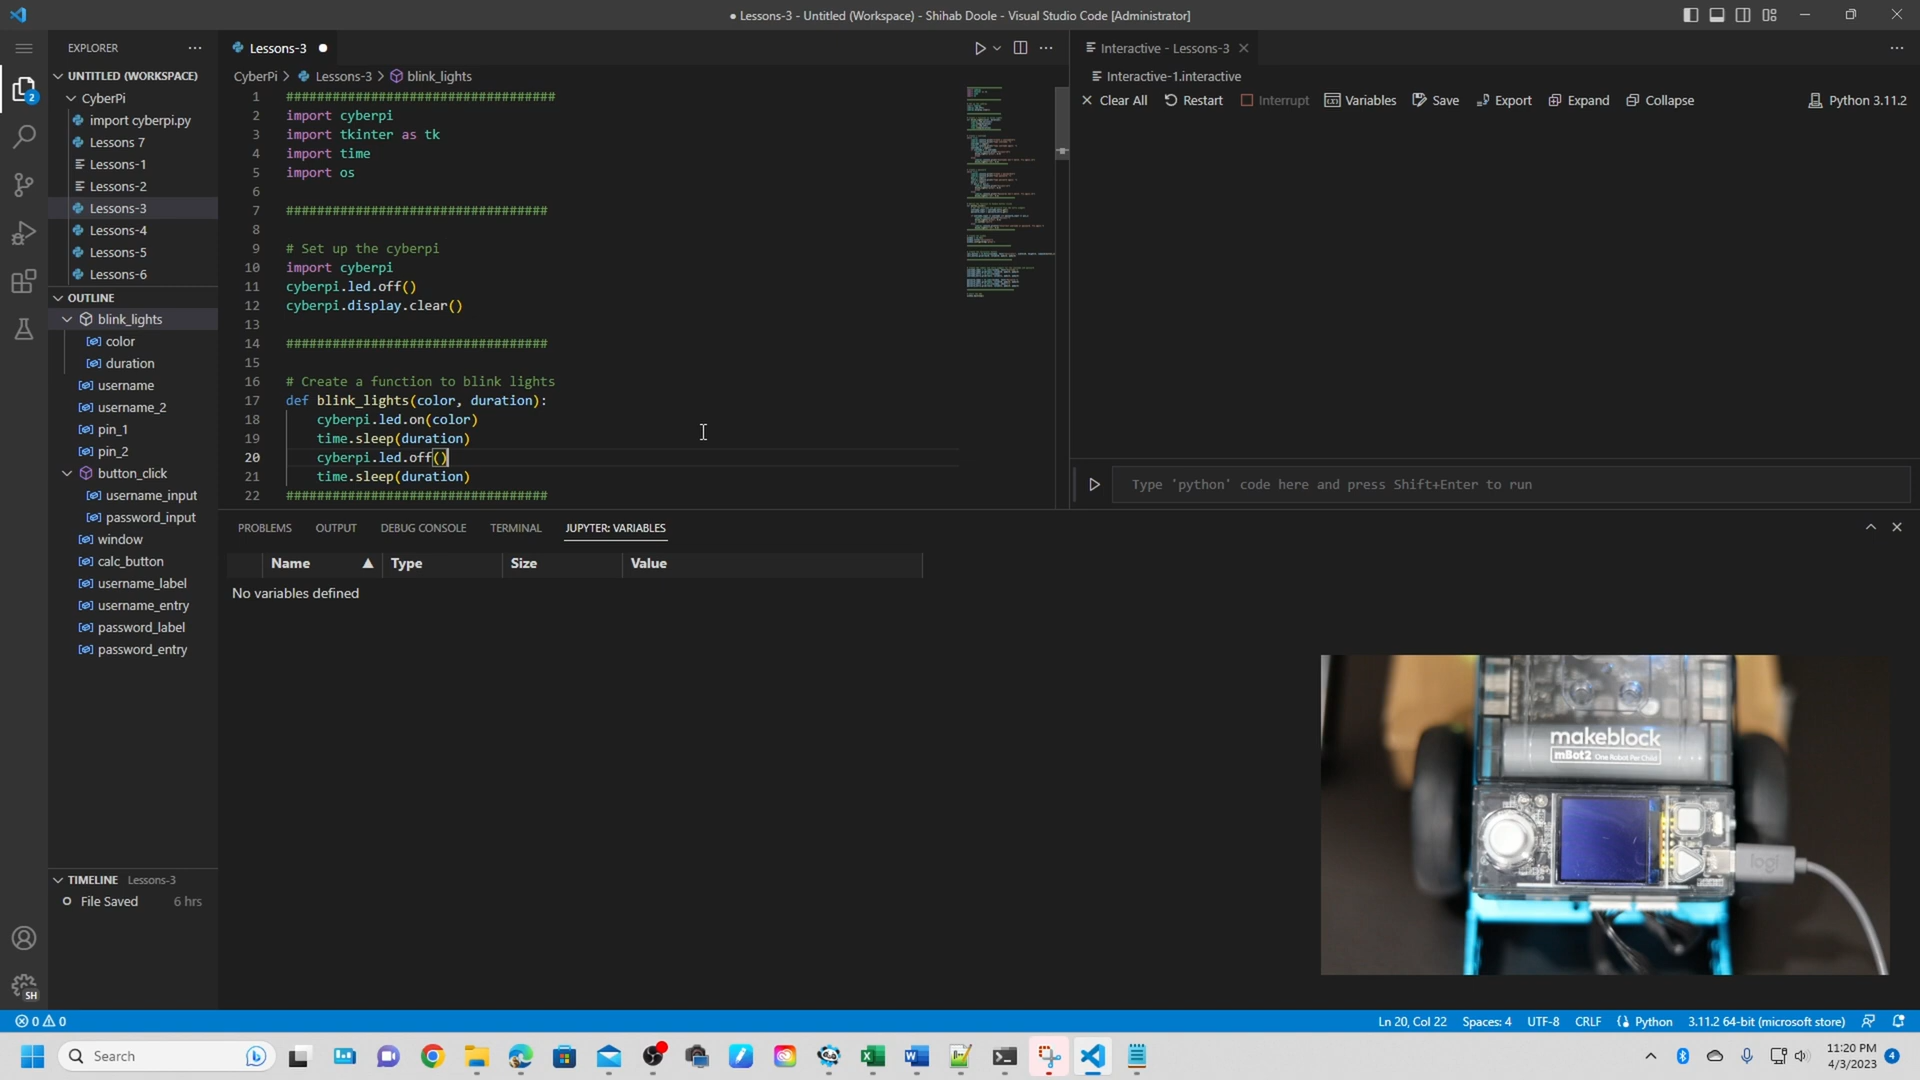 ● Lessons-3 - Untitled (Workspace) - Shihab Doole - Visual Studio Code [Administrator]
EXPLORER
UNTITLED (WORKSPACE)
CyberPi
import cyberpi.py
Lessons 7
Lessons-1
Lessons-2
Lessons-3
Lessons-4
Lessons-5
Lessons-6
OUTLINE
blink_lights
color
duration
username
username_2
pin_1
pin_2
button_click
username_input
password_input
window
calc_button
username_label
username_entry
password_label
password_entry
TIMELINE Lessons-3
File Saved 6 hrs
2
SH
Lessons-3
CyberPi > Lessons-3 > blink_lights
1 ###################################
2 import cyberpi
3 import tkinter as tk
4 import time
5 import os
6
7 ##################################
8
9 # Set up the cyberpi
10 import cyberpi
11 cyberpi.led.off()
12 cyberpi.display.clear()
13
14 ##################################
15
16 # Create a function to blink lights
17 def blink_lights(color, duration):
18 cyberpi.led.on(color)
19 time.sleep(duration)
20 cyberpi.led.off()
21 time.sleep(duration)
22 ##################################
Interactive - Lessons-3
Interactive-1.interactive
Clear All Restart Interrupt Variables Save Export Expand Collapse Python 3.11.2
Type 'python' code here and press Shift+Enter to run
PROBLEMS OUTPUT DEBUG CONSOLE TERMINAL JUPYTER: VARIABLES
Name Type Size Value
No variables defined
makeblock
mBot2 One Robot Per Child
logi
0 0
Ln 20, Col 22 Spaces: 4 UTF-8 CRLF Python 3.11.2 64-bit (microsoft store)
Search
11:20 PM
4/3/2023
4